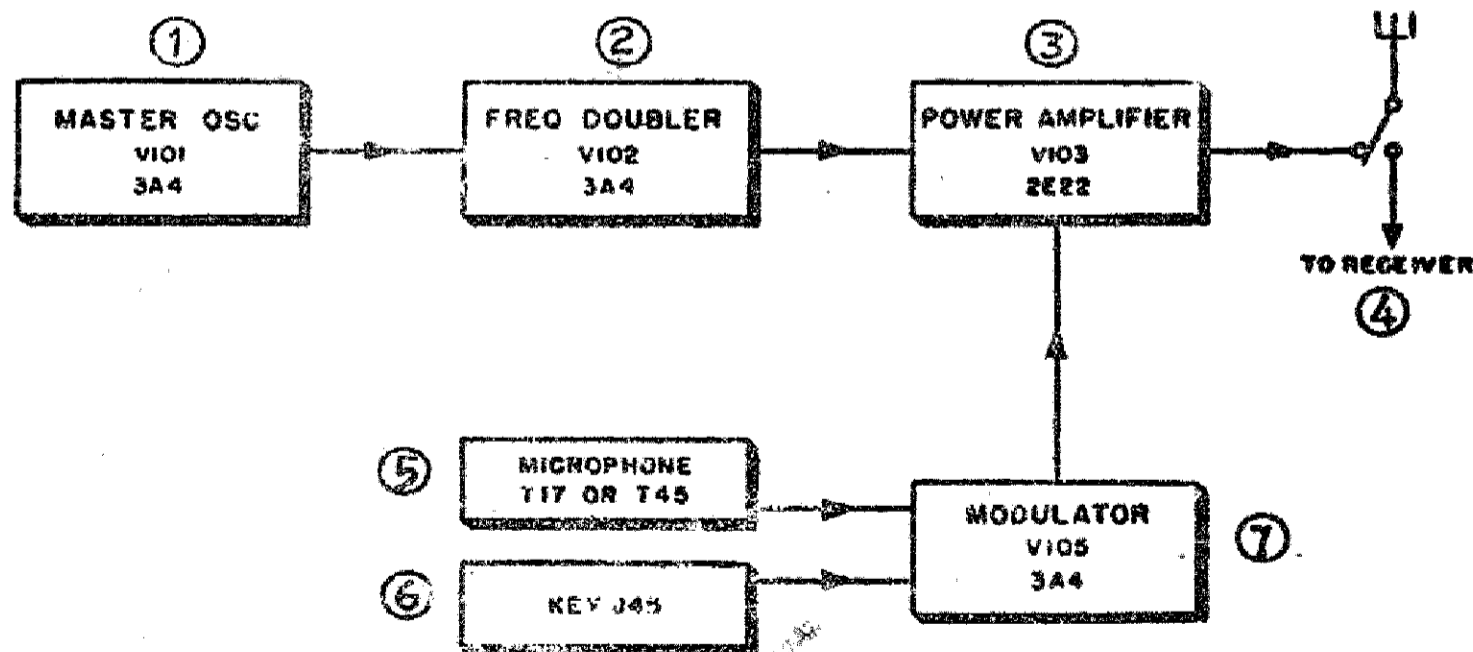 ①
MASTER OSC
V101
3A4
②
FREQ DOUBLER
V102
3A4
③
POWER AMPLIFIER
V103
2E22
TO RECEIVER
④
⑤
MICROPHONE
T17 OR T45
⑥
KEY J45
MODULATOR
V105
3A4
⑦